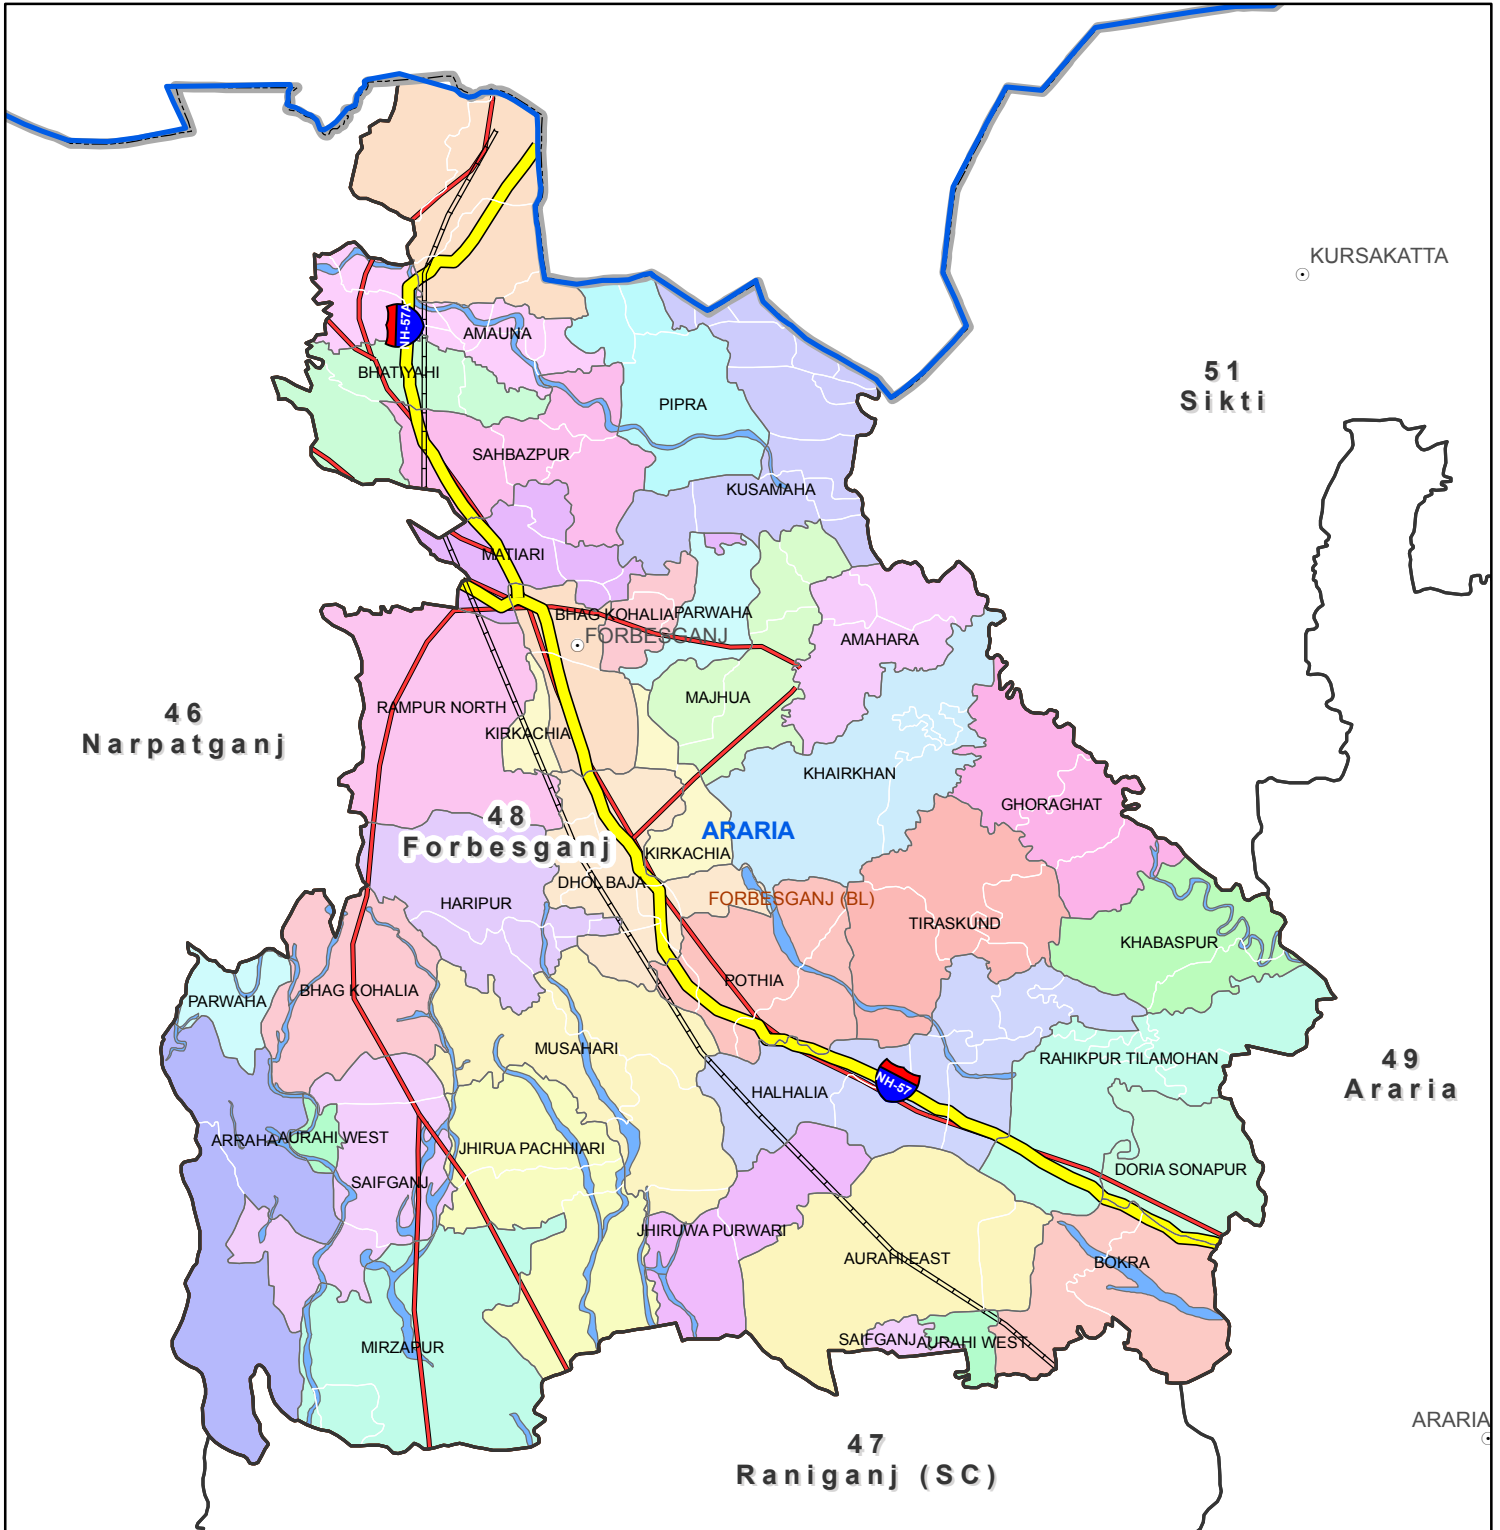 KURSAKATTA
NH-57A
AMAUNA
BHATIYAHI
51
Sikti
PIPRA
SAHBAZPUR
KUSAMAHA
MATIARI
BHAG KOHALIA
PARWAHA
FORBESGANJ
AMAHARA
MAJHUA
46
Narpatganj
RAMPUR NORTH
KIRKACHIA
KHAIRKHAN
GHORAGHAT
48
Forbesganj
ARARIA
KIRKACHIA
DHOL BAJA
FORBESGANJ (BL)
HARIPUR
TIRASKUND
KHABASPUR
POTHIA
PARWAHA
BHAG KOHALIA
MUSAHARI
RAHIKPUR TILAMOHAN
49
Araria
NH-57
HALHALIA
ARRAHA
AURAHI WEST
JHIRUA PACHHIARI
DORIA SONAPUR
SAIFGANJ
JHIRUWA PURWARI
AURAHI EAST
BOKRA
MIRZAPUR
SAIFGANJ
AURAHI WEST
ARARIA
47
Raniganj (SC)